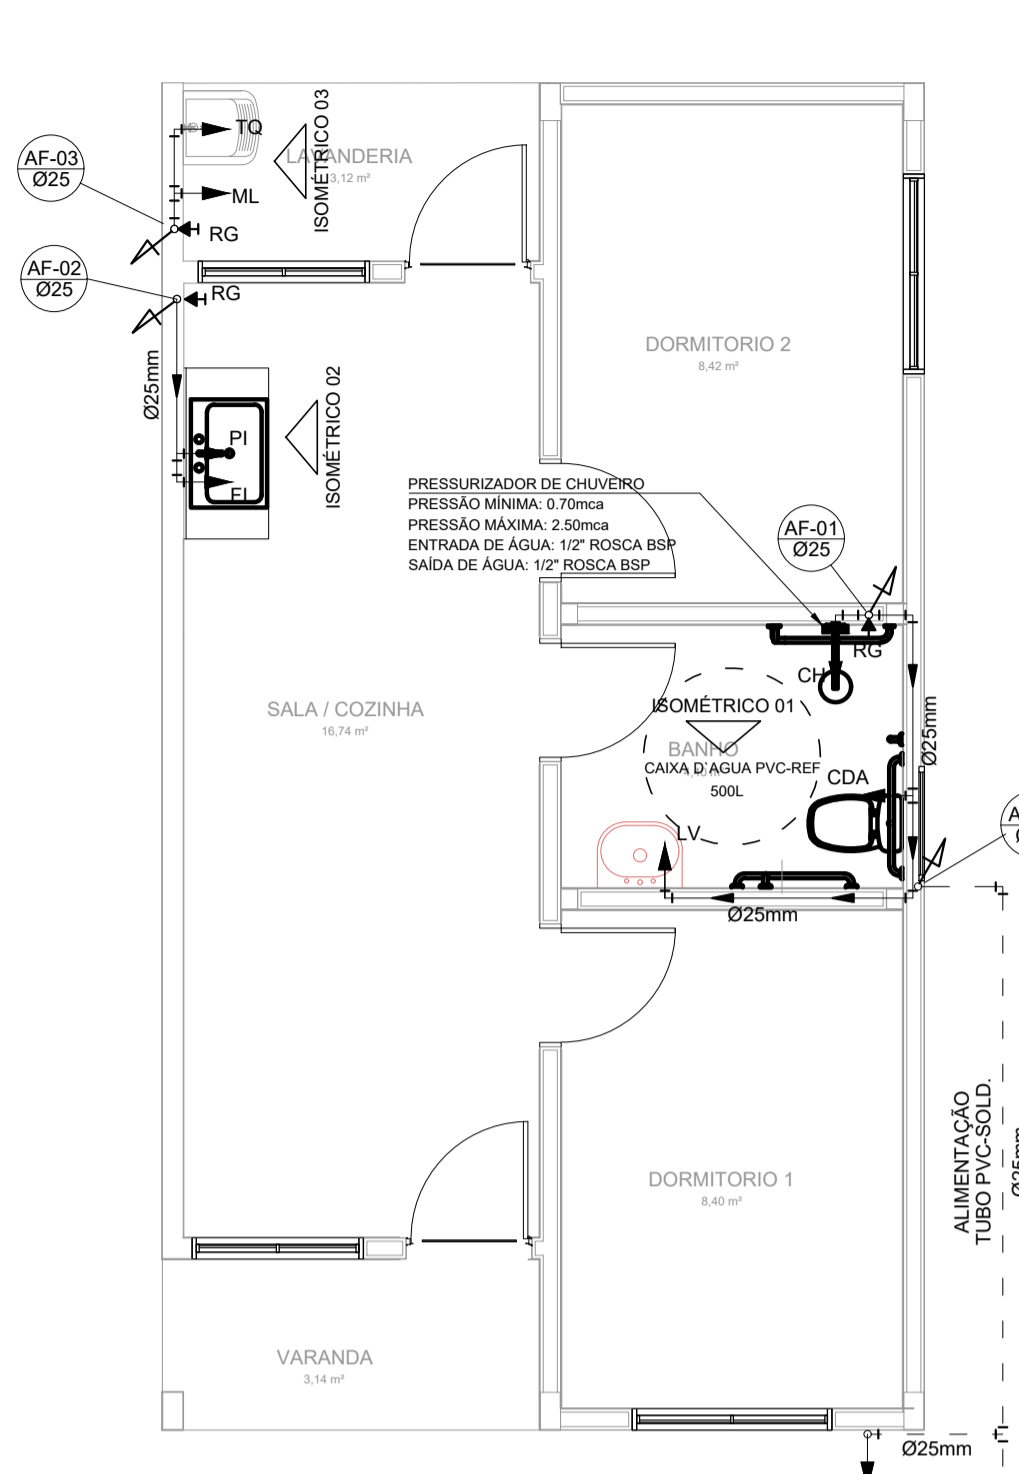 AF-03
Ø25
TQ
ISOMÉTRICO 03
LAVANDERIA
3,12 m²
ML
RG
AF-02
Ø25
RG
Ø25mm
PI
FI
ISOMÉTRICO 02
DORMITORIO 2
8,42 m²
PRESSURIZADOR DE CHUVEIRO
PRESSÃO MÍNIMA: 0.70mca
PRESSÃO MÁXIMA: 2.50mca
ENTRADA DE ÁGUA: 1/2" ROSCA BSP
SAÍDA DE ÁGUA: 1/2" ROSCA BSP
AF-01
Ø25
RG
CH
SALA / COZINHA
16,74 m²
ISOMÉTRICO 01
BANHO
CAIXA D`AGUA PVC-REF
500L
CDA
Ø25mm
LV
Ø25mm
ALIMENTAÇÃO
TUBO PVC-SOLD.
Ø25mm
DORMITORIO 1
8,40 m²
VARANDA
3,14 m²
Ø25mm